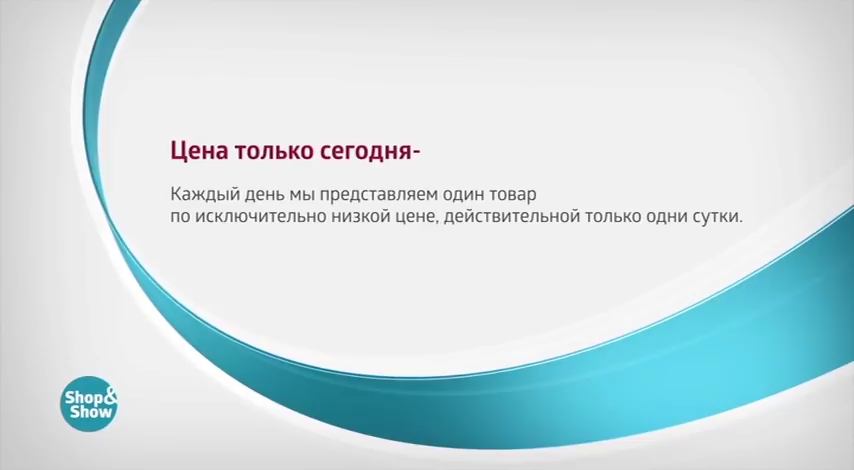 Цена только сегодня-
Каждый день мы представляем один товар
по исключительно низкой цене, действительной только одни сутки.
Shop&
Show